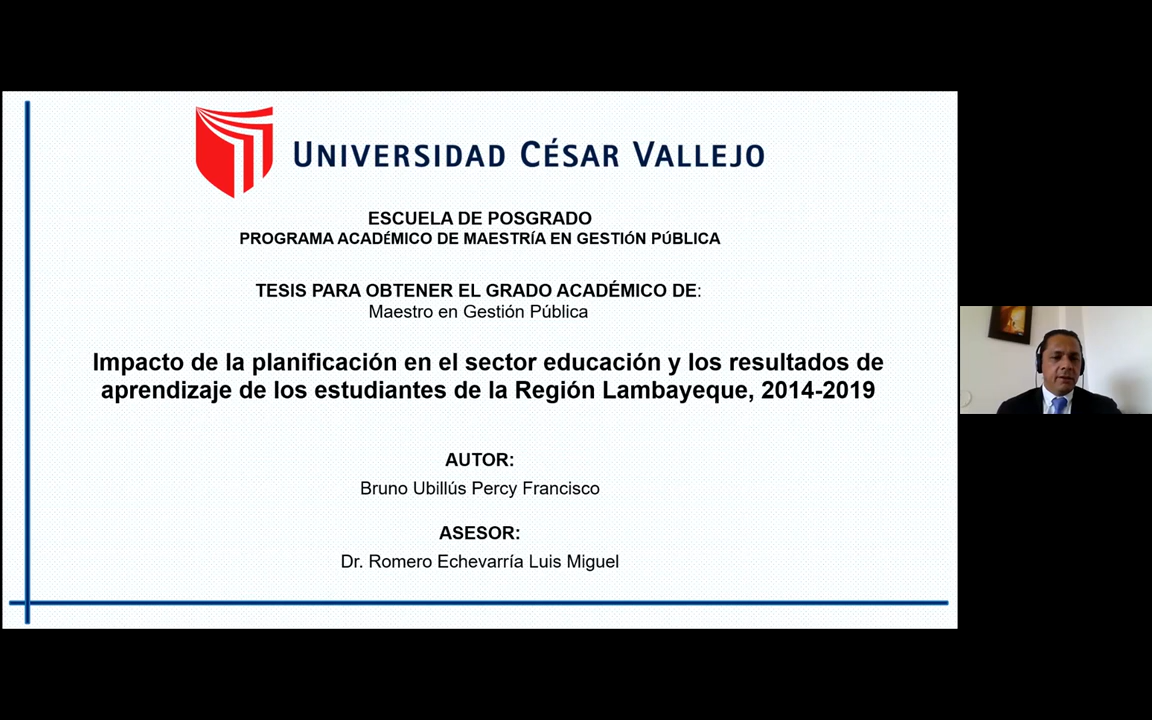 UNIVERSIDAD CÉSAR VALLEJO
ESCUELA DE POSGRADO
PROGRAMA ACADÉMICO DE MAESTRÍA EN GESTIÓN PÚBLICA
TESIS PARA OBTENER EL GRADO ACADÉMICO DE:
Maestro en Gestión Pública
Impacto de la planificación en el sector educación y los resultados de
aprendizaje de los estudiantes de la Región Lambayeque, 2014-2019
AUTOR:
Bruno Ubillús Percy Francisco
ASESOR:
Dr. Romero Echevarría Luis Miguel